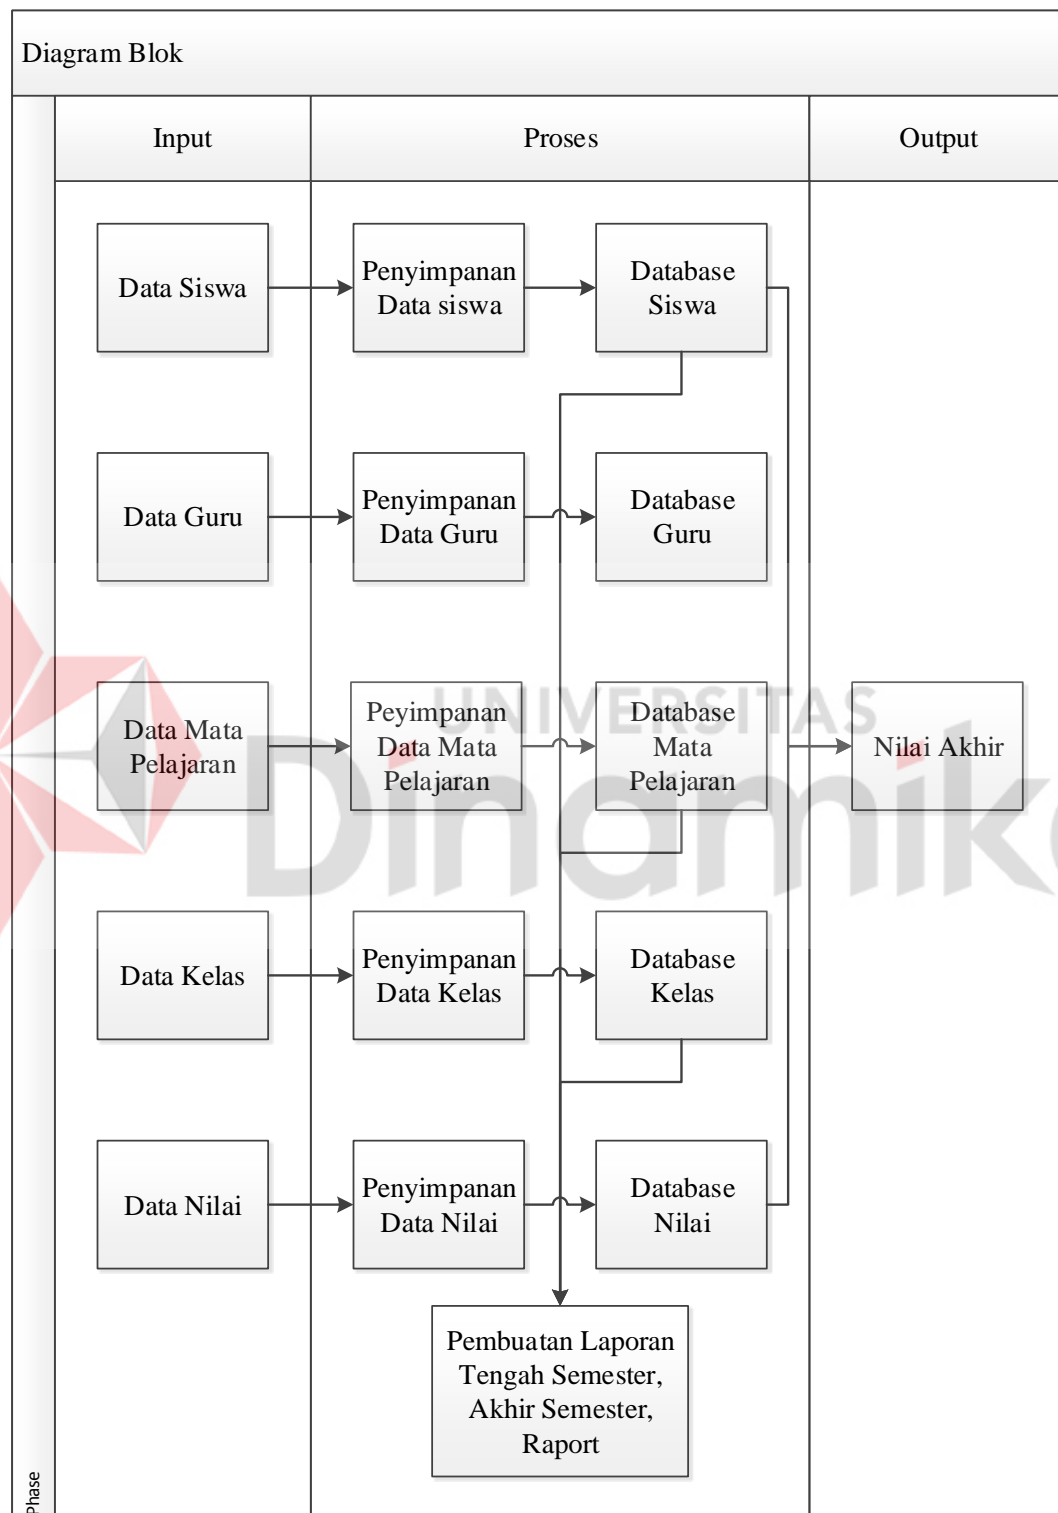 Diagram Blok
Input
Proses
Output
Data Siswa
Penyimpanan
Data siswa
Database
Siswa
Data Guru
Penyimpanan
Data Guru
Database
Guru
Data Mata
Pelajaran
Peyimpanan
Data Mata
Pelajaran
Database
Mata
Pelajaran
Nilai Akhir
UNIVERSITAS
Dinamika
Data Kelas
Penyimpanan
Data Kelas
Database
Kelas
Data Nilai
Penyimpanan
Data Nilai
Database
Nilai
Pembuatan Laporan
Tengah Semester,
Akhir Semester,
Raport
Phase